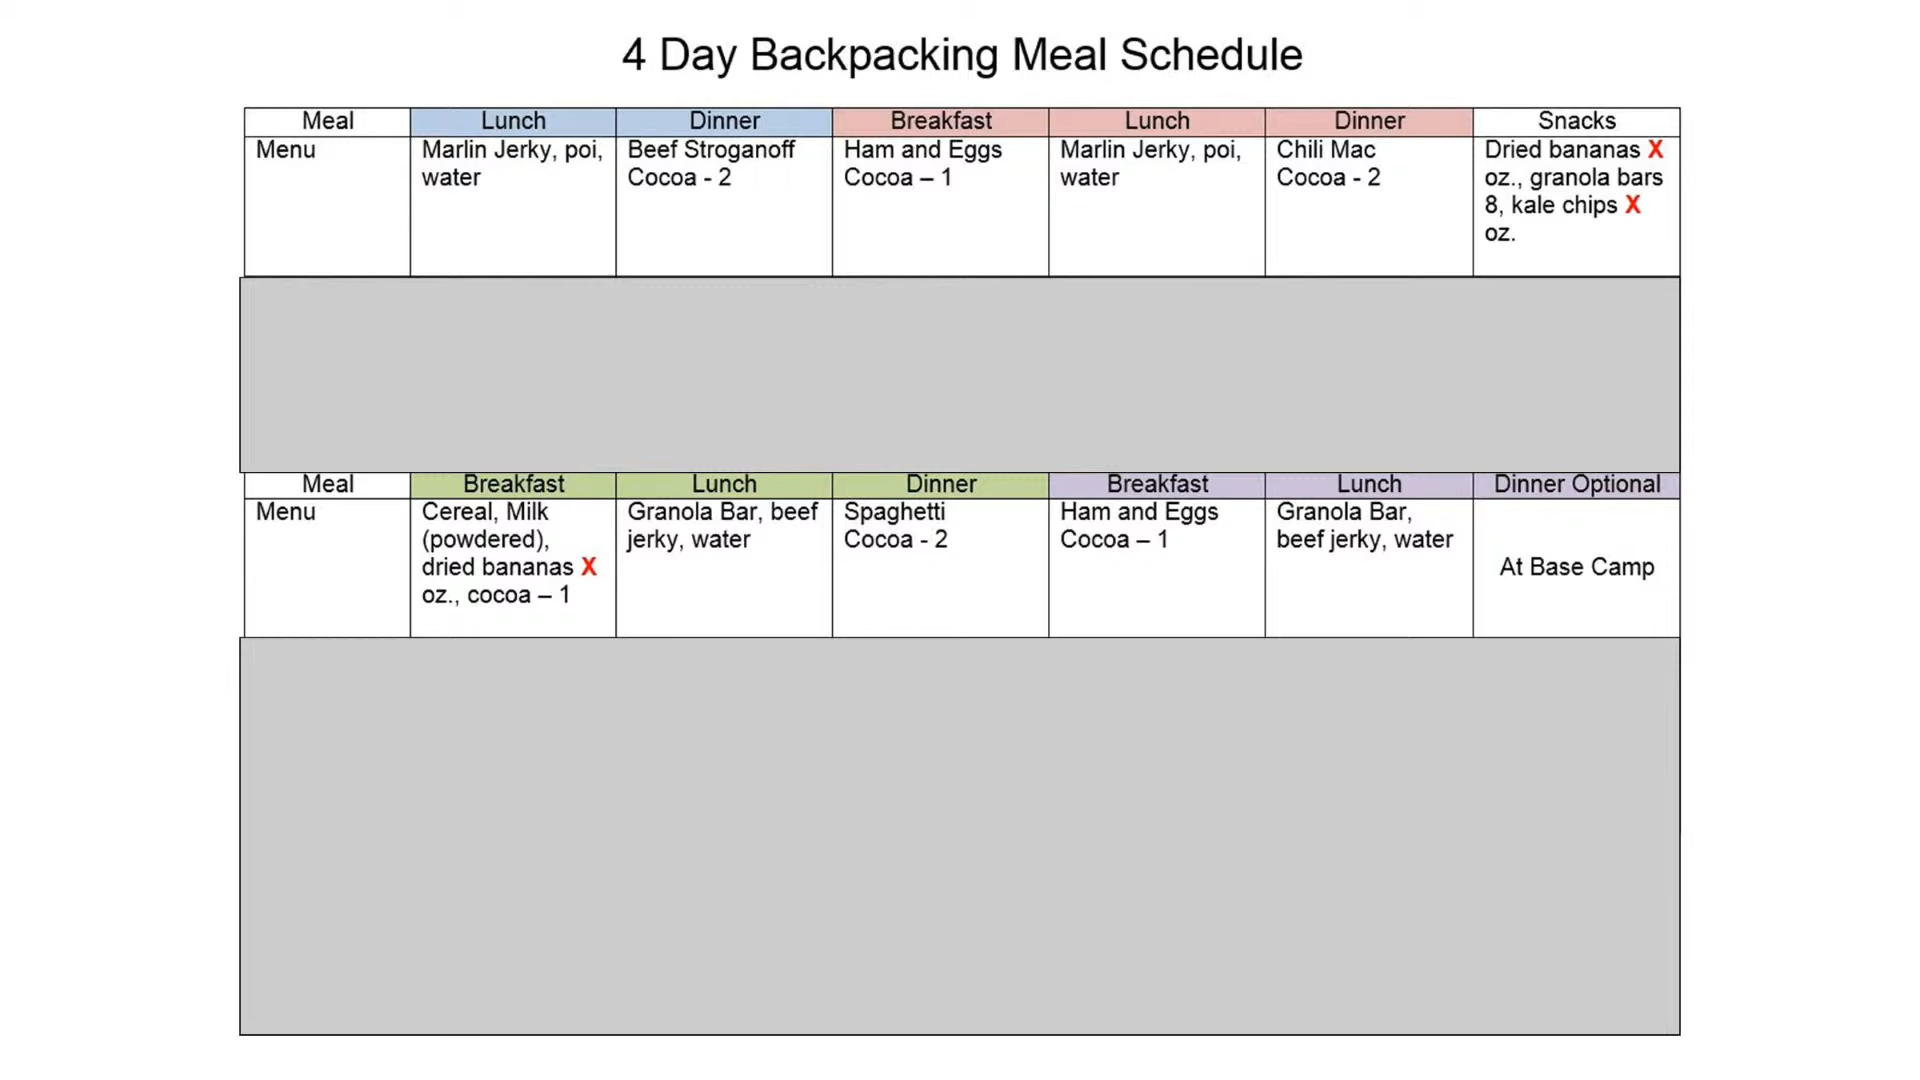 4 Day Backpacking Meal Schedule
Meal Lunch Dinner Breakfast Lunch Dinner Snacks
Menu
Marlin Jerky, poi,
water
Beef Stroganoff
Cocoa - 2
Ham and Eggs
Cocoa – 1
Marlin Jerky, poi,
water
Chili Mac
Cocoa - 2
Dried bananas X
oz., granola bars
8, kale chips X
oz.
Meal Breakfast Lunch Dinner Breakfast Lunch Dinner Optional
Menu
Cereal, Milk
(powdered),
dried bananas X
oz., cocoa – 1
Granola Bar, beef
jerky, water
Spaghetti
Cocoa - 2
Ham and Eggs
Cocoa – 1
Granola Bar,
beef jerky, water
At Base Camp